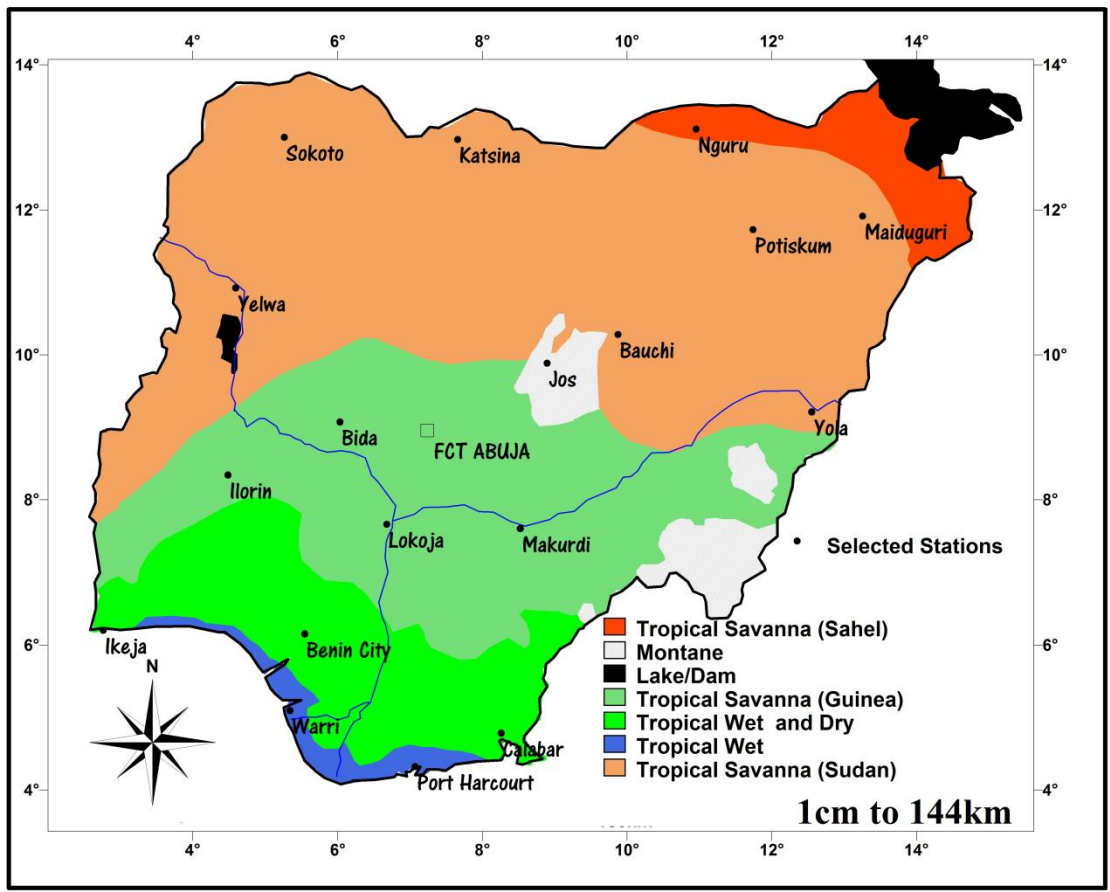 4° 6° 8° 10° 12° 14°
14° 14°
Nguru
Sokoto Katsina
12° 12°
Maiduguri
Potiskum
Yelwa
10° 10°
Bauchi
Jos
Yola
Bida
FCT ABUJA
Ilorin
8° 8°
Lokoja Makurdi
Selected Stations
Tropical Savanna (Sahel)
6° 6°
Ikeja
Benin City
Montane
N
Lake/Dam
Tropical Savanna (Guinea)
Warri
Tropical Wet and Dry
Calabar
Tropical Wet
Port Harcourt
Tropical Savanna (Sudan)
4° 4°
1cm to 144km
4° 6° 8° 10° 12° 14°